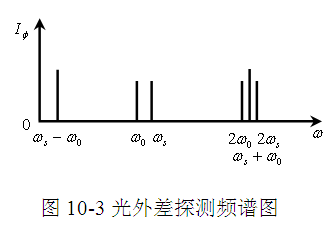 I_ϕ
0
ω_s − ω_0
ω_0 ω_s
2ω_0 2ω_s
ω
ω_s + ω_0
图 10-3 光外差探测频谱图